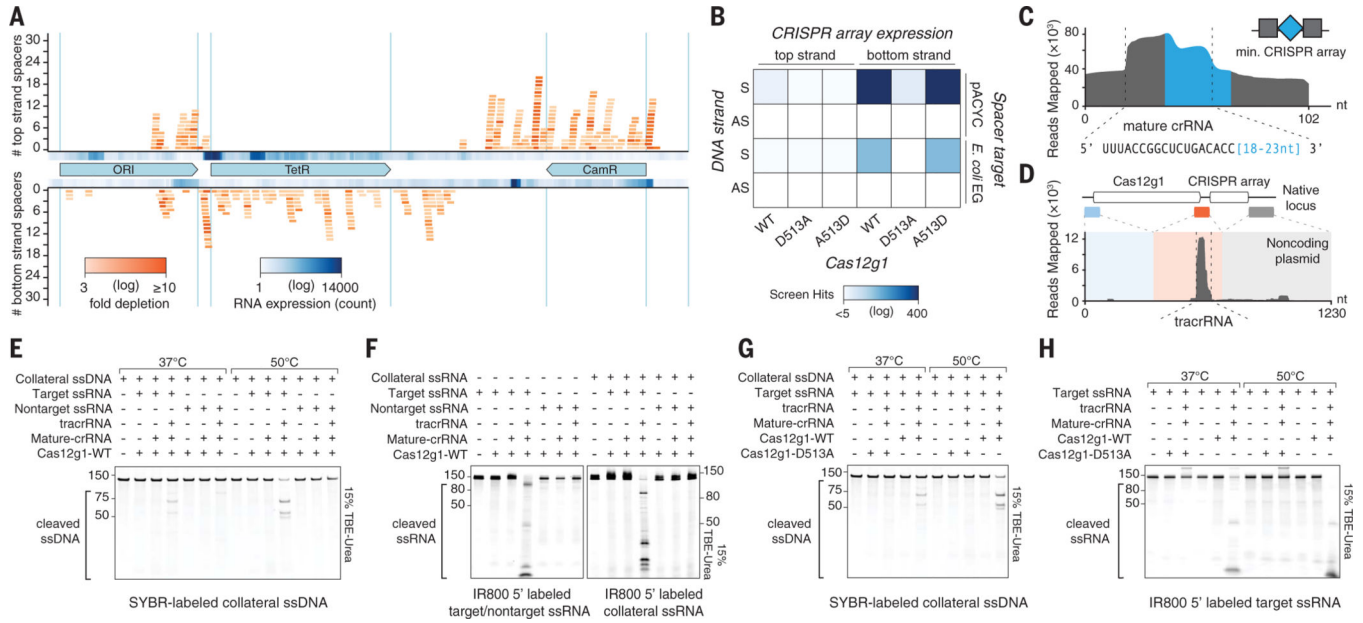 A
# top strand spacers
30
24
18
12
6
0
ORI
TetR
CamR
# bottom strand spacers
0
6
12
18
24
30
3 (log) ≥10
fold depletion
1 (log) 14000
RNA expression (count)
B
CRISPR array expression
top strand bottom strand
DNA strand
S
AS
S
AS
pACYC
E. coli EG
Spacer target
WT D513A A513D WT D513A A513D
Cas12g1
Screen Hits
<5 (log) 400
C
Reads Mapped (×10³)
80
60
40
0
0 mature crRNA 102
nt
min. CRISPR array
5' UUUACCGGCUCUGACACC[18-23nt] 3'
D
Cas12g1 CRISPR array
Native locus
Reads Mapped (×10³)
12
8
4
0
Noncoding plasmid
0 tracrRNA 1230
nt
E
37°C 50°C
Collateral ssDNA + + + + + + + + + + + + + +
Target ssRNA
Nontarget ssRNA
tracrRNA
Mature-crRNA
Cas12g1-WT
150
75
50
cleaved ssDNA
15% TBE-Urea
SYBR-labeled collateral ssDNA
F
Collateral ssRNA
Target ssRNA
Nontarget ssRNA
tracrRNA
Mature-crRNA
Cas12g1-WT
150
80
50
cleaved ssRNA
150
80
50
15% TBE-Urea
IR800 5' labeled target/nontarget ssRNA
IR800 5' labeled collateral ssRNA
G
37°C 50°C
Collateral ssDNA
Target ssRNA
tracrRNA
Mature-crRNA
Cas12g1-WT
Cas12g1-D513A
150
75
50
cleaved ssDNA
15% TBE-Urea
SYBR-labeled collateral ssDNA
H
37°C 50°C
Target ssRNA
tracrRNA
Mature-crRNA
Cas12g1-WT
Cas12g1-D513A
150
80
50
cleaved ssRNA
15% TBE-Urea
IR800 5' labeled target ssRNA